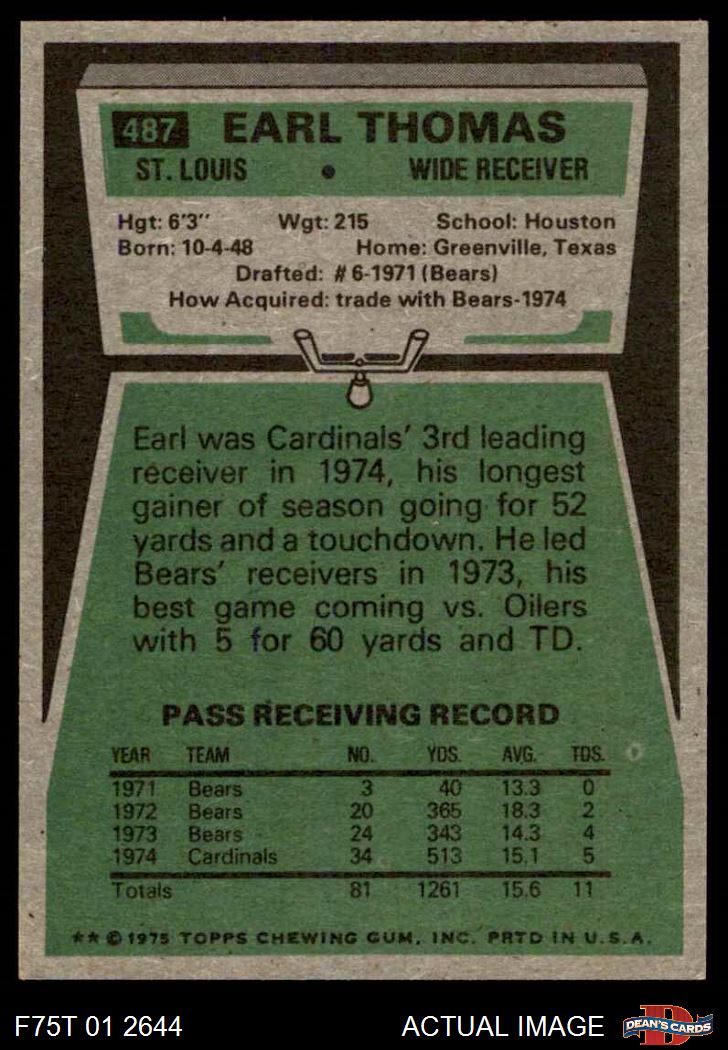 487 EARL THOMAS
ST. LOUIS • WIDE RECEIVER
Hgt: 6'3" Wgt: 215 School: Houston
Born: 10-4-48 Home: Greenville, Texas
Drafted: #6-1971 (Bears)
How Acquired: trade with Bears-1974
Earl was Cardinals' 3rd leading
receiver in 1974, his longest
gainer of season going for 52
yards and a touchdown. He led
Bears' receivers in 1973, his
best game coming vs. Oilers
with 5 for 60 yards and TD.
PASS RECEIVING RECORD
YEAR TEAM NO. YDS. AVG. TDS.
1971 Bears 3 40 13.3 0
1972 Bears 20 365 18.3 2
1973 Bears 24 343 14.3 4
1974 Cardinals 34 513 15.1 5
Totals 81 1261 15.6 11
**©1975 TOPPS CHEWING GUM, INC. PRTD IN U.S.A.
F75T 01 2644 ACTUAL IMAGE D DEAN'S CARDS